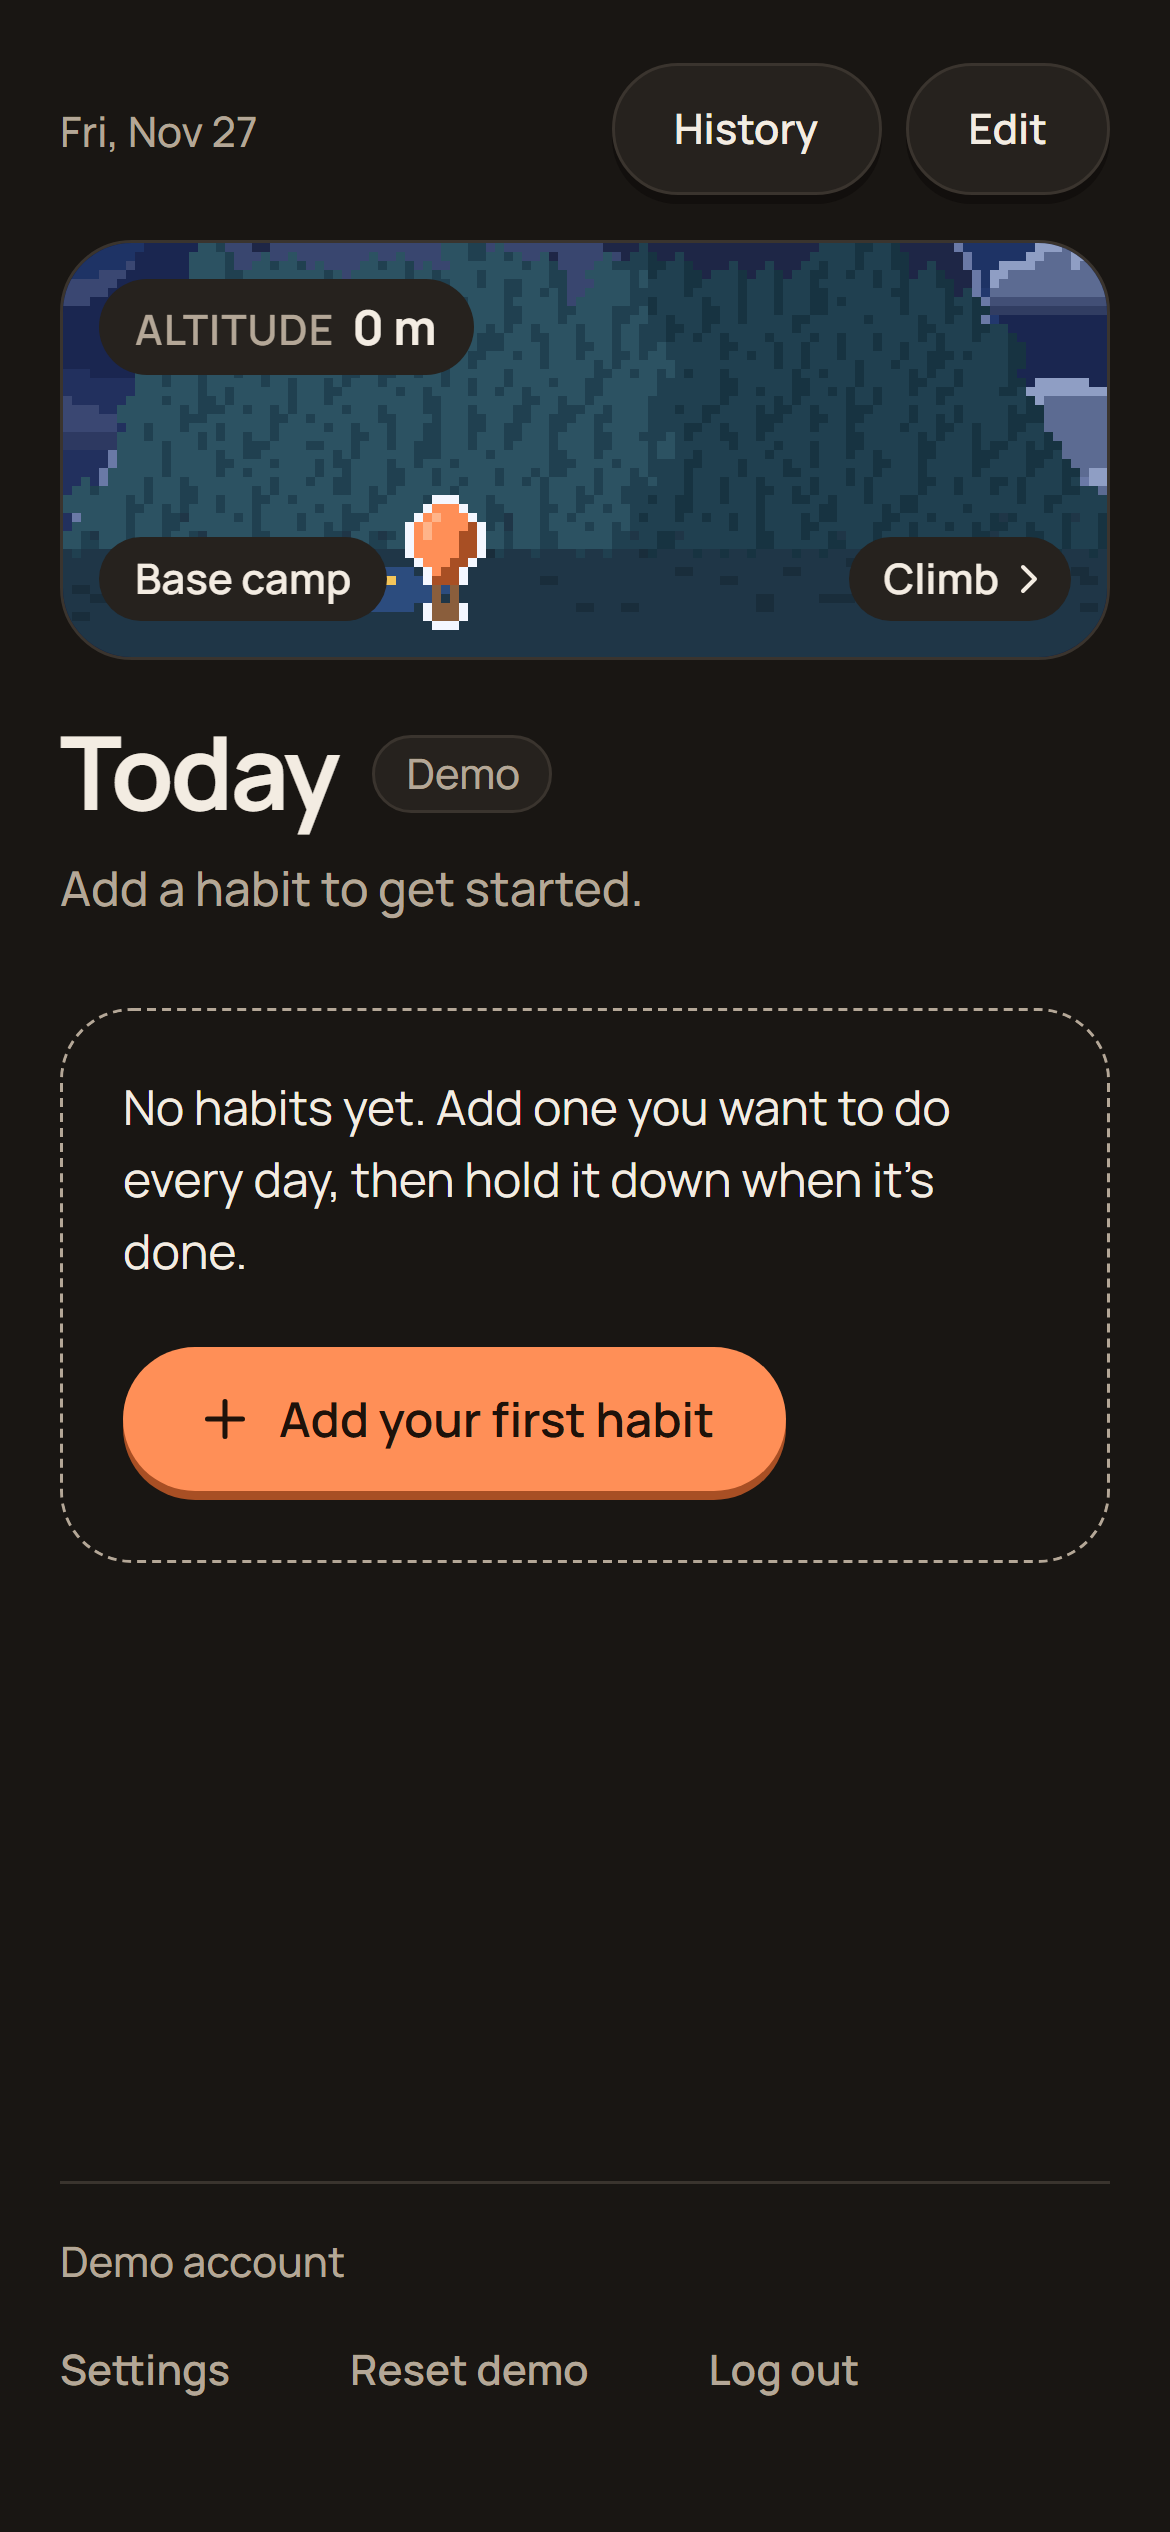 Fri, Nov 27
History
Edit
ALTITUDE 0 m
Base camp
Climb
Today
Demo
Add a habit to get started.
No habits yet. Add one you want to do
every day, then hold it down when it’s
done.
Add your first habit
Demo account
Settings
Reset demo
Log out